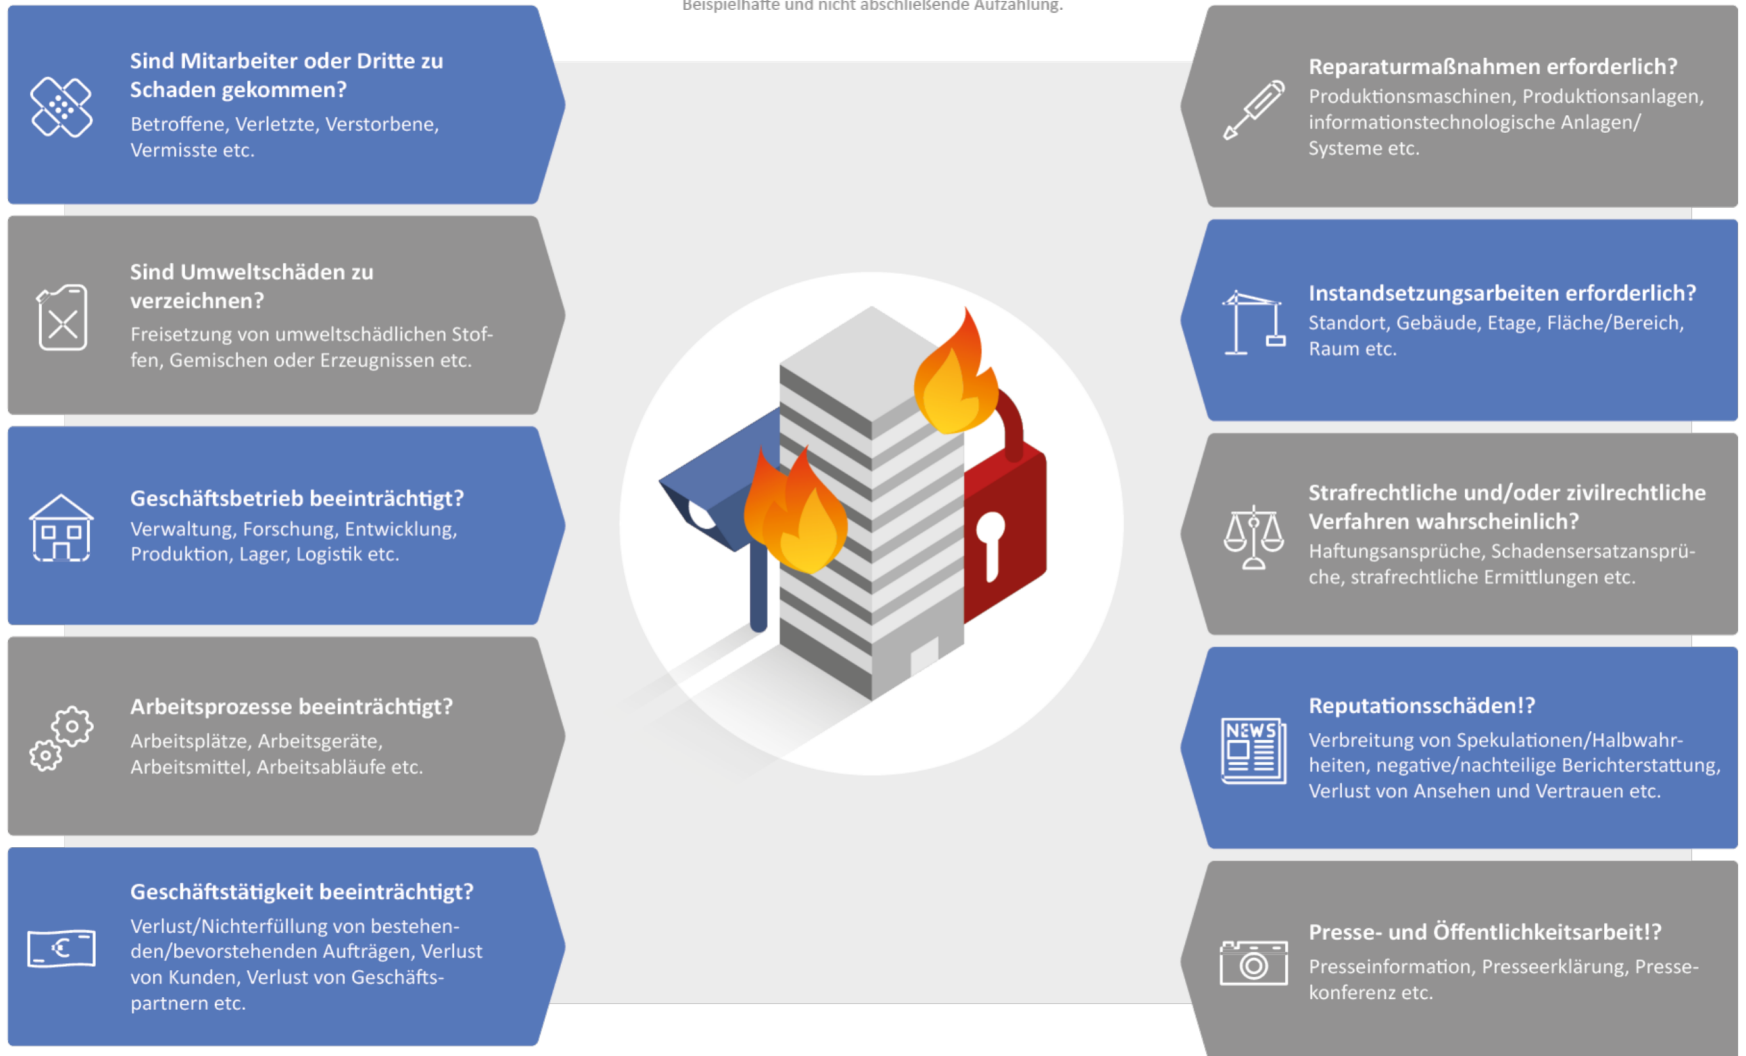 Beispielhafte und nicht abschließende Aufzählung.
Sind Mitarbeiter oder Dritte zu
Schaden gekommen?
Betroffene, Verletzte, Verstorbene,
Vermisste etc.
Sind Umweltschäden zu
verzeichnen?
Freisetzung von umweltschädlichen Stof-
fen, Gemischen oder Erzeugnissen etc.
Geschäftsbetrieb beeinträchtigt?
Verwaltung, Forschung, Entwicklung,
Produktion, Lager, Logistik etc.
Arbeitsprozesse beeinträchtigt?
Arbeitsplätze, Arbeitsgeräte,
Arbeitsmittel, Arbeitsabläufe etc.
Geschäftstätigkeit beeinträchtigt?
€
Verlust/Nichterfüllung von bestehen-
den/bevorstehenden Aufträgen, Verlust
von Kunden, Verlust von Geschäfts-
partnern etc.
Reparaturmaßnahmen erforderlich?
Produktionsmaschinen, Produktionsanlagen,
informationstechnologische Anlagen/
Systeme etc.
Instandsetzungsarbeiten erforderlich?
Standort, Gebäude, Etage, Fläche/Bereich,
Raum etc.
Strafrechtliche und/oder zivilrechtliche
Verfahren wahrscheinlich?
Haftungsansprüche, Schadensersatzansprü-
che, strafrechtliche Ermittlungen etc.
Reputationsschäden!?
NEWS
Verbreitung von Spekulationen/Halbwahr-
heiten, negative/nachteilige Berichterstattung,
Verlust von Ansehen und Vertrauen etc.
Presse- und Öffentlichkeitsarbeit!?
Presseinformation, Presseerklärung, Presse-
konferenz etc.